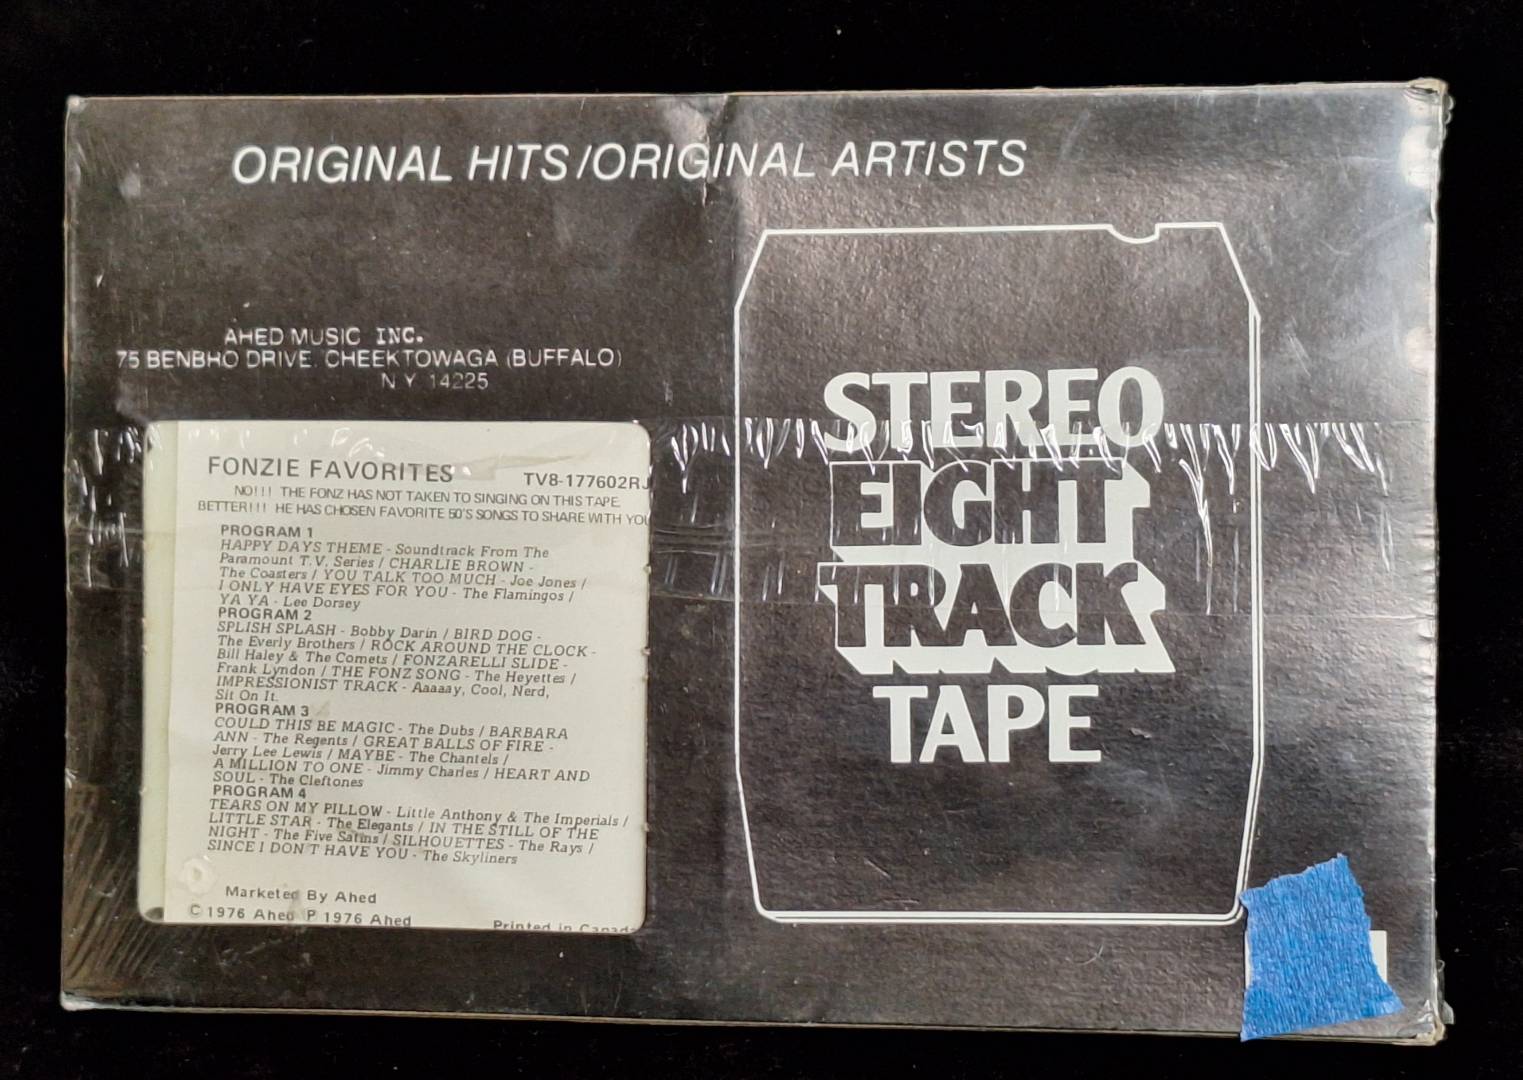 ORIGINAL HITS/ORIGINAL ARTISTS
AHED MUSIC INC.
75 BENBHO DRIVE. CHEEKTOWAGA (BUFFALO)
N Y 14225
FONZIE FAVORITES TV8-177602RJ
NO!!! THE FONZ HAS NOT TAKEN TO SINGING ON THIS TAPE.
BETTER!!! HE HAS CHOSEN FAVORITE 50'S SONGS TO SHARE WITH YOU
PROGRAM 1
HAPPY DAYS THEME - Soundtrack From The
Paramount T.V. Series / CHARLIE BROWN -
The Coasters / YOU TALK TOO MUCH - Joe Jones /
I ONLY HAVE EYES FOR YOU - The Flamingos /
YA YA - Lee Dorsey
PROGRAM 2
SPLISH SPLASH - Bobby Darin / BIRD DOG -
The Everly Brothers / ROCK AROUND THE CLOCK -
Bill Haley & The Comets / FONZARELLI SLIDE -
Frank Lyndon / THE FONZ SONG - The Heyettes /
IMPRESSIONIST TRACK - Aaaaay, Cool, Nerd,
Sit On It.
PROGRAM 3
COULD THIS BE MAGIC - The Dubs / BARBARA
ANN - The Regents / GREAT BALLS OF FIRE -
Jerry Lee Lewis / MAYBE - The Chantels /
A MILLION TO ONE - Jimmy Charles / HEART AND
SOUL - The Cleftones
PROGRAM 4
TEARS ON MY PILLOW - Little Anthony & The Imperials /
LITTLE STAR - The Elegants / IN THE STILL OF THE
NIGHT - The Five Satins / SILHOUETTES - The Rays /
SINCE I DON'T HAVE YOU - The Skyliners
Marketed By Ahed
© 1976 Ahed P 1976 Ahed Printed in Canada
STEREO
EIGHT
TRACK
TAPE